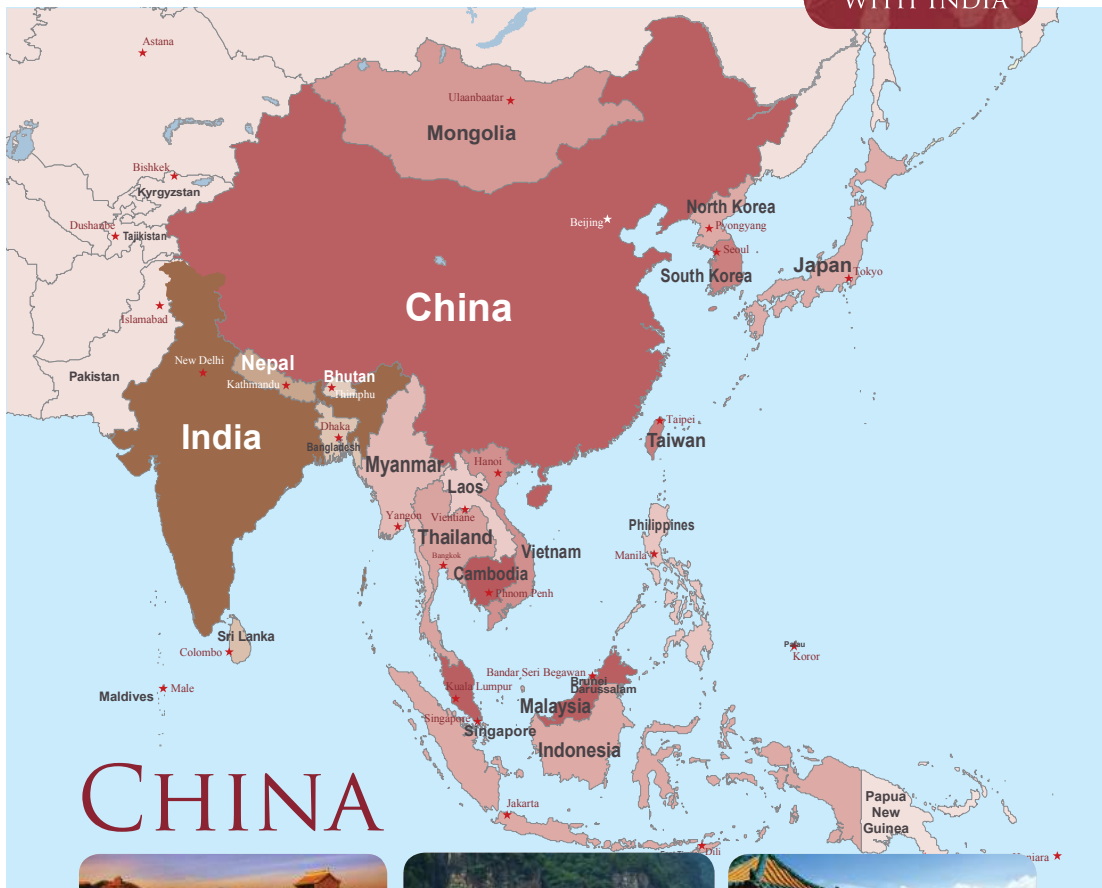 WITH INDIA
Astana
Ulaanbaatar
Mongolia
Bishkek
Kyrgyzstan
Dushanbe
Tajikistan
North Korea
Beijing
Pyongyang
Seoul
South Korea
Japan
Tokyo
Islamabad
China
New Delhi
Nepal
Pakistan
Kathmandu
Bhutan
Thimphu
Taipei
Dhaka
India
Taiwan
Bangladesh
Myanmar
Hanoi
Laos
Yangon
Vientiane
Philippines
Thailand
Vietnam
Bangkok
Manila
Cambodia
Phnom Penh
Sri Lanka
Palau
Colombo
Koror
Bandar Seri Begawan
Brunei
Darussalam
Maldives
Male
Kuala Lumpur
Malaysia
Singapore
Singapore
Indonesia
CHINA
Papua
New
Guinea
Jakarta
Dili